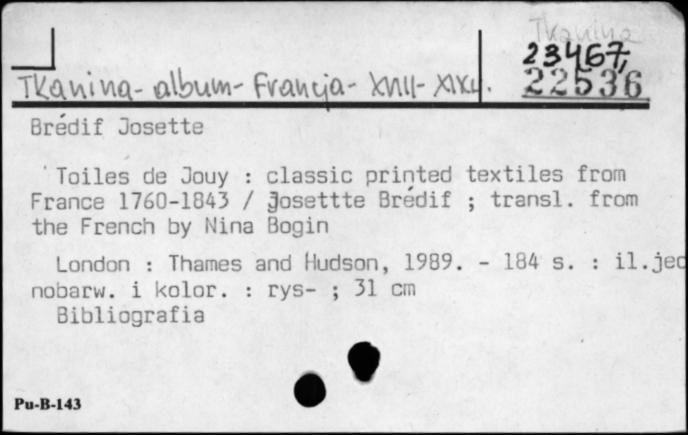 Tkanina
23467,
Tkanina - album - Francja - XVIII - XIX w. 22536
Brédif Josette
Toiles de Jouy : classic printed textiles from
France 1760-1843 / Josettte Brédif ; transl. from
the French by Nina Bogin
London : Thames and Hudson, 1989. - 184 s. : il.jed
nobarw. i kolor. : rys- ; 31 cm
Bibliografia
Pu-B-143